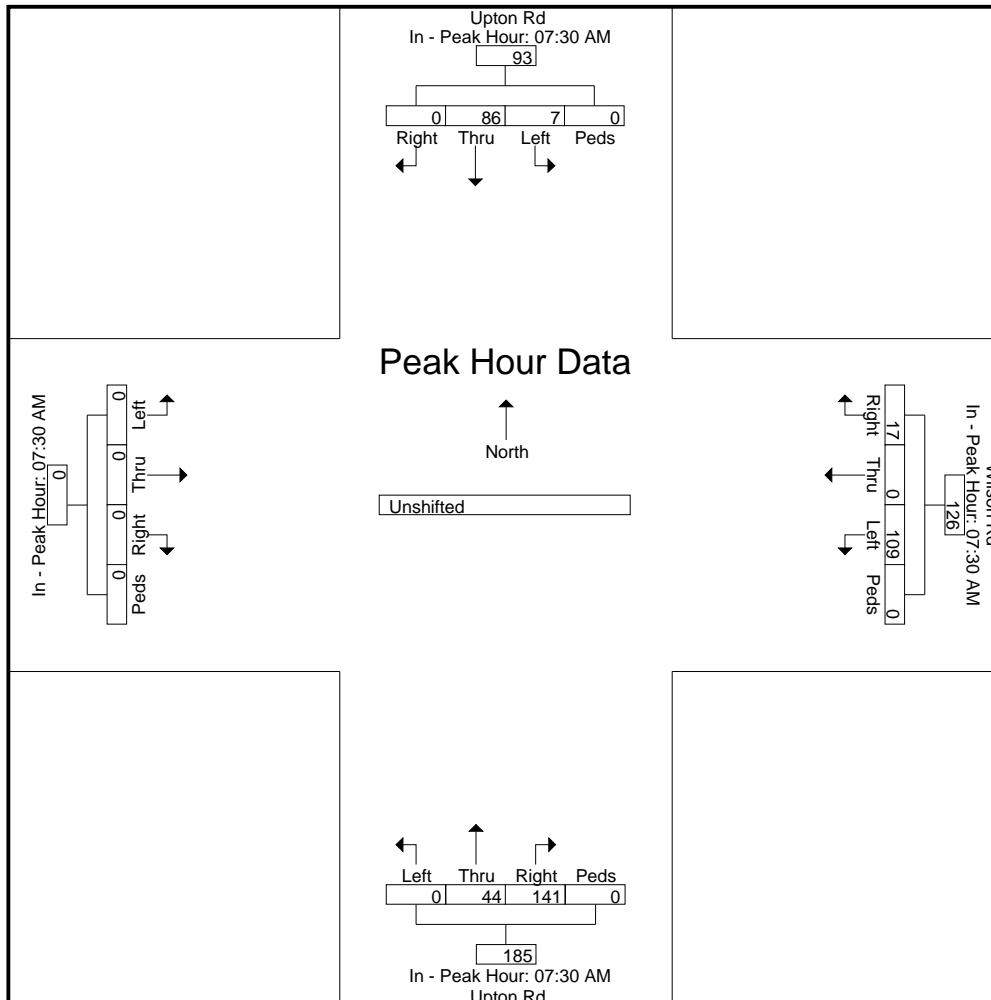 Upton Rd
In - Peak Hour: 07:30 AM
93
0 86 7 0
Right Thru Left Peds
Peak Hour Data
North
Unshifted
In - Peak Hour: 07:30 AM
0
0 0 0 0
Left Thru Right Peds
Wilson Rd
In - Peak Hour: 07:30 AM
126
17 0 109 0
Right Thru Left Peds
Left Thru Right Peds
0 44 141 0
185
In - Peak Hour: 07:30 AM
Upton Rd